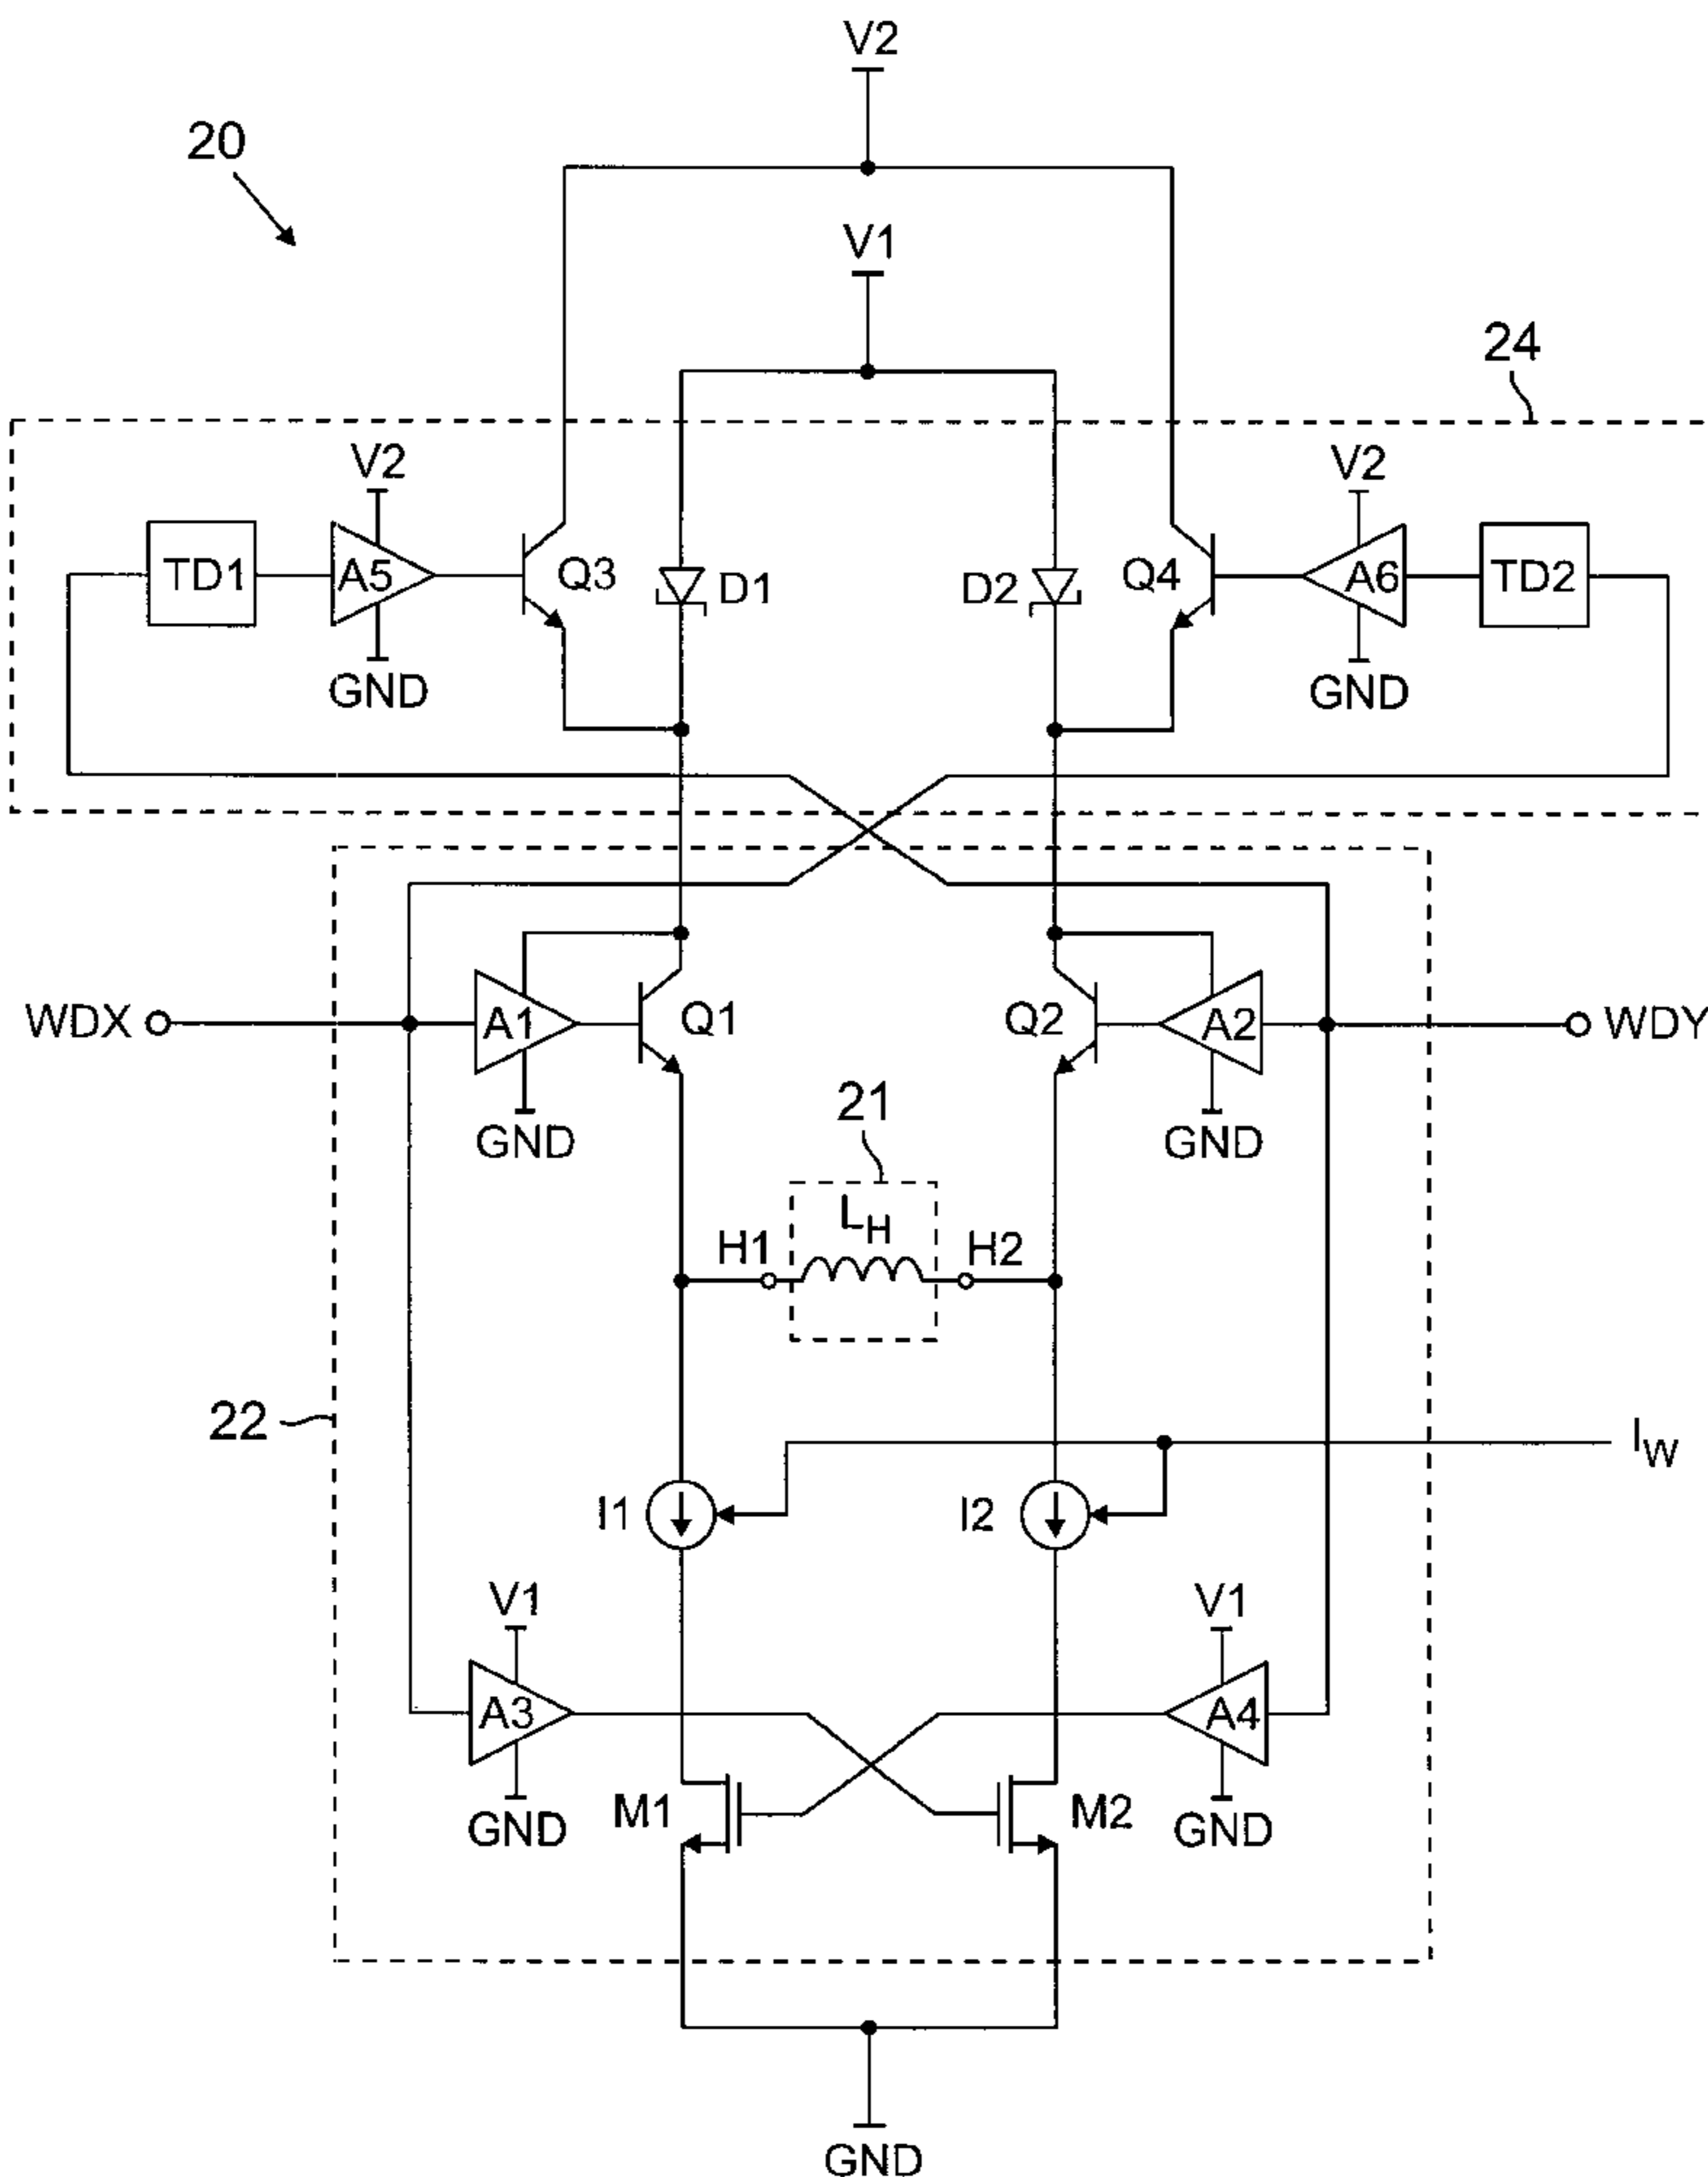 V2
20
V1
24
V2
V2
TD1
A5
Q3
D1
D2
Q4
A6
TD2
GND
GND
WDX
A1
Q1
Q2
A2
WDY
GND
21
GND
H1
L_H
H2
22
I_W
I1
I2
V1
V1
A3
A4
GND
M1
M2
GND
GND